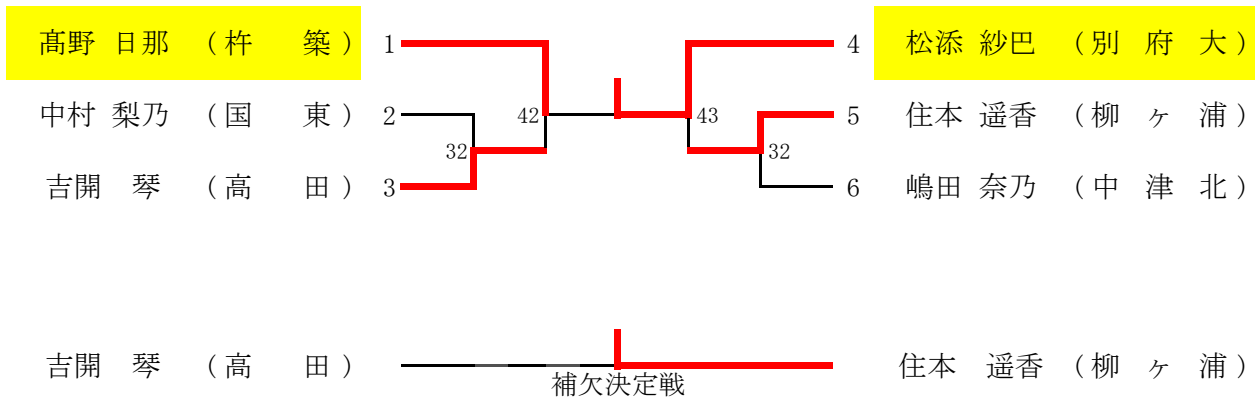 髙野 日那 （杵 築） 1 4 松添 紗巴 （別 府 大）
中村 梨乃 （国 東） 2 42 43 5 住本 遥香 （柳 ヶ 浦）
32 32
吉開 琴 （高 田） 3 6 嶋田 奈乃 （中 津 北）
吉開 琴 （高 田） 住本 遥香 （柳 ヶ 浦）
補欠決定戦